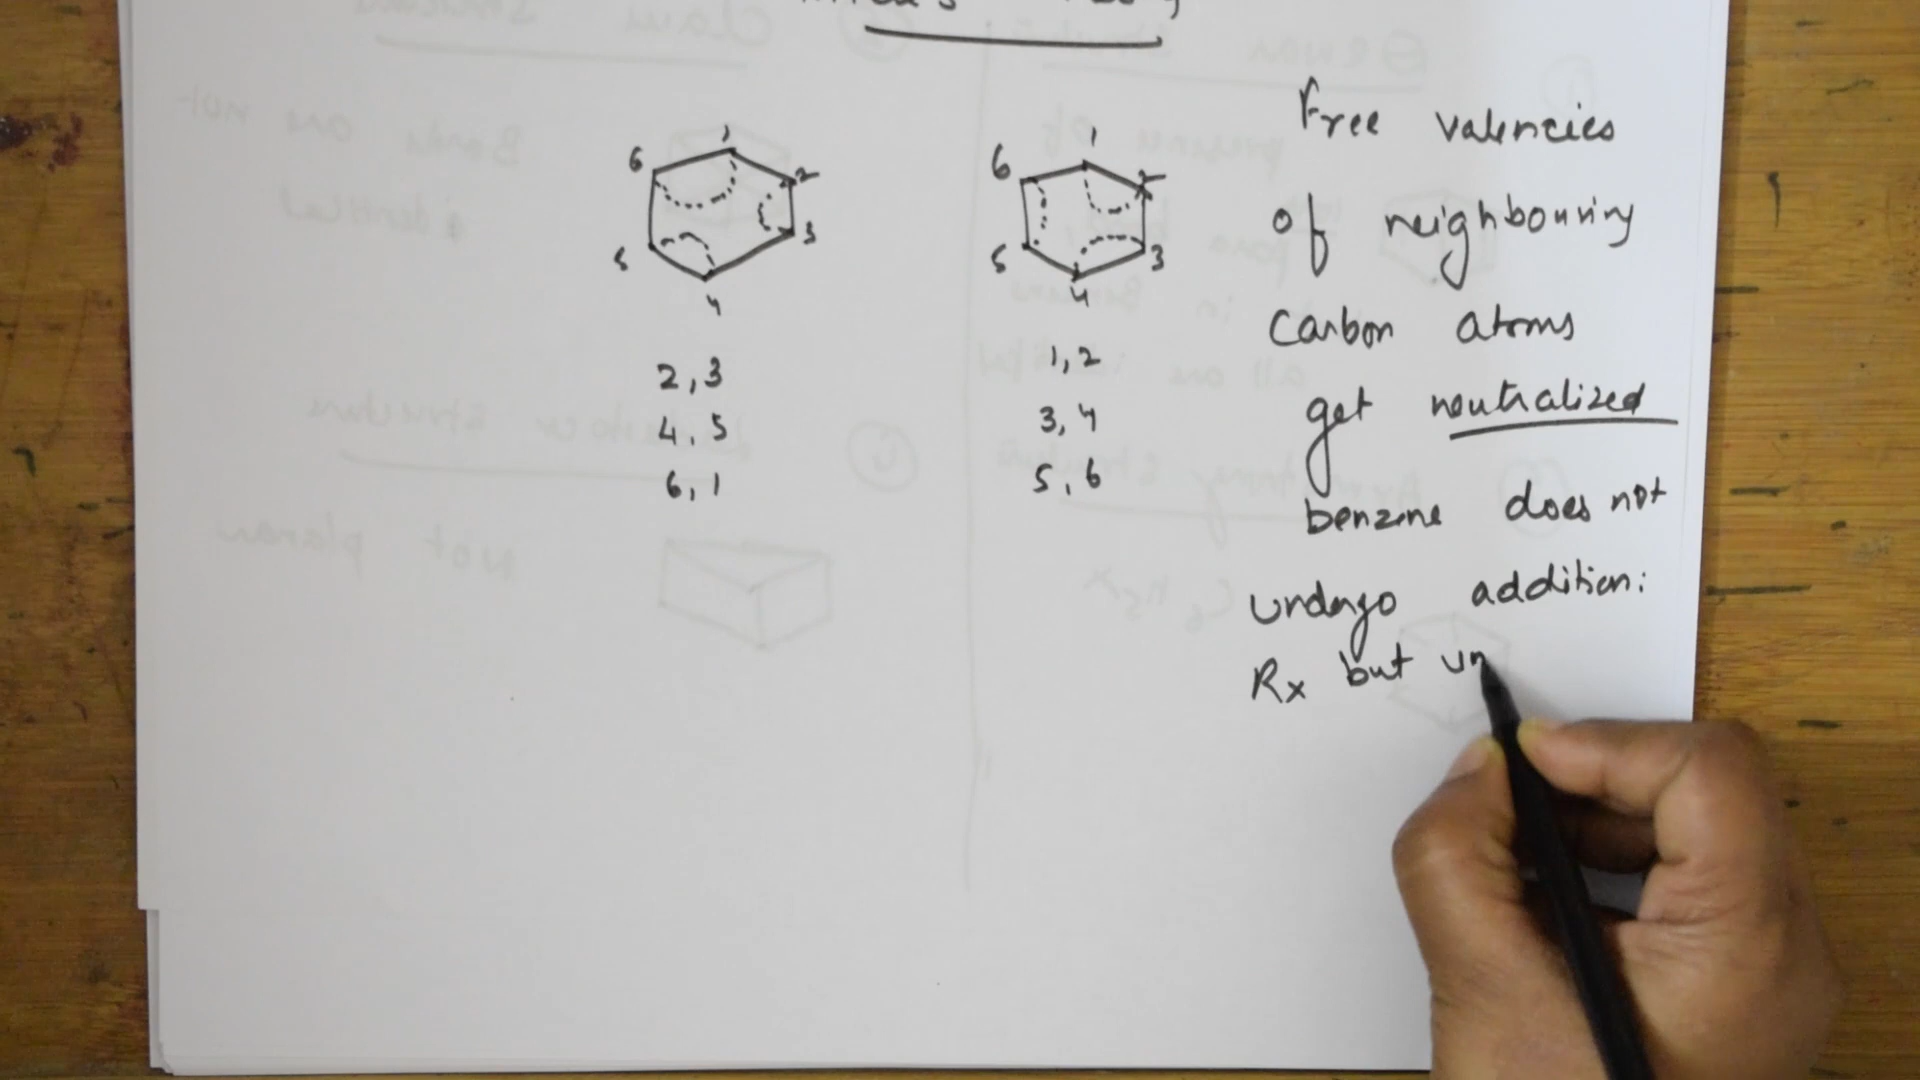 6 1 2 3 4 5
2,3
4,5
6,1
6 1 2 3 4 5
1,2
3,4
5,6
Free valencies
of neighbouring
carbon atoms
get neutralized
benzene does not
undergo addition:
Rx but un